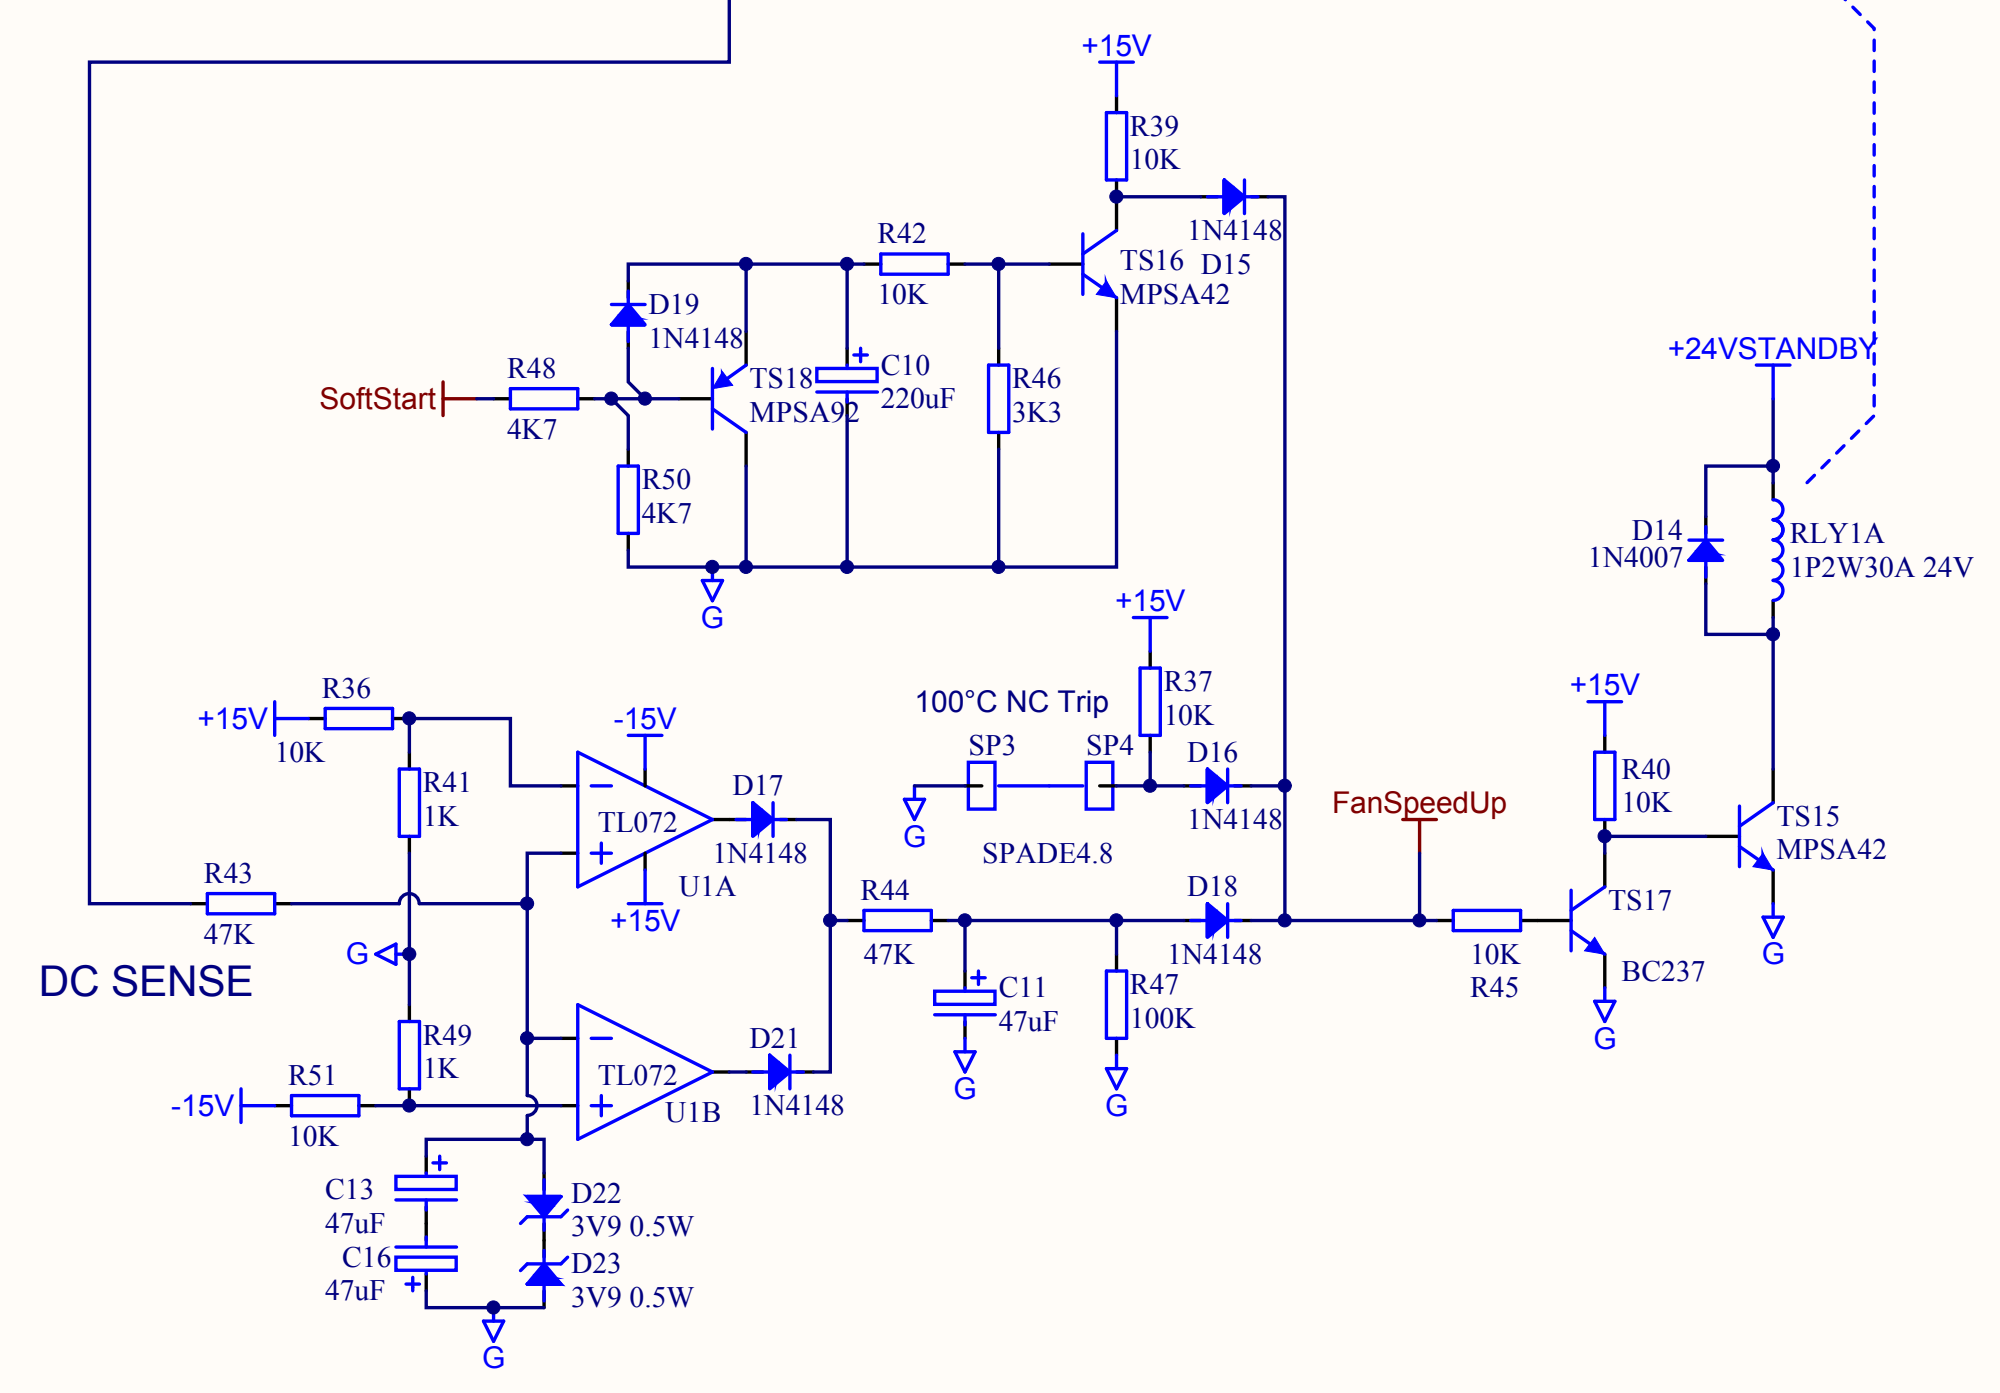 +15V
R39
10K
1N4148
D15
TS16
MPSA42
R42
10K
D19
1N4148
R48
SoftStart
4K7
TS18
MPSA92
C10
220uF
R46
3K3
R50
4K7
G
+24VSTANDBY
D14
1N4007
RLY1A
1P2W30A 24V
+15V
R37
10K
100°C NC Trip
SP3
SP4
D16
1N4148
G
SPADE4.8
R36
+15V
10K
R41
1K
-15V
TL072
U1A
+15V
D17
1N4148
R43
47K
G
DC SENSE
R44
47K
D18
1N4148
FanSpeedUp
+15V
R40
10K
TS15
MPSA42
G
TS17
10K
R45
BC237
G
C11
47uF
G
R47
100K
G
R49
1K
R51
-15V
10K
TL072
U1B
D21
1N4148
C13
47uF
C16
47uF
D22
3V9 0.5W
D23
3V9 0.5W
G